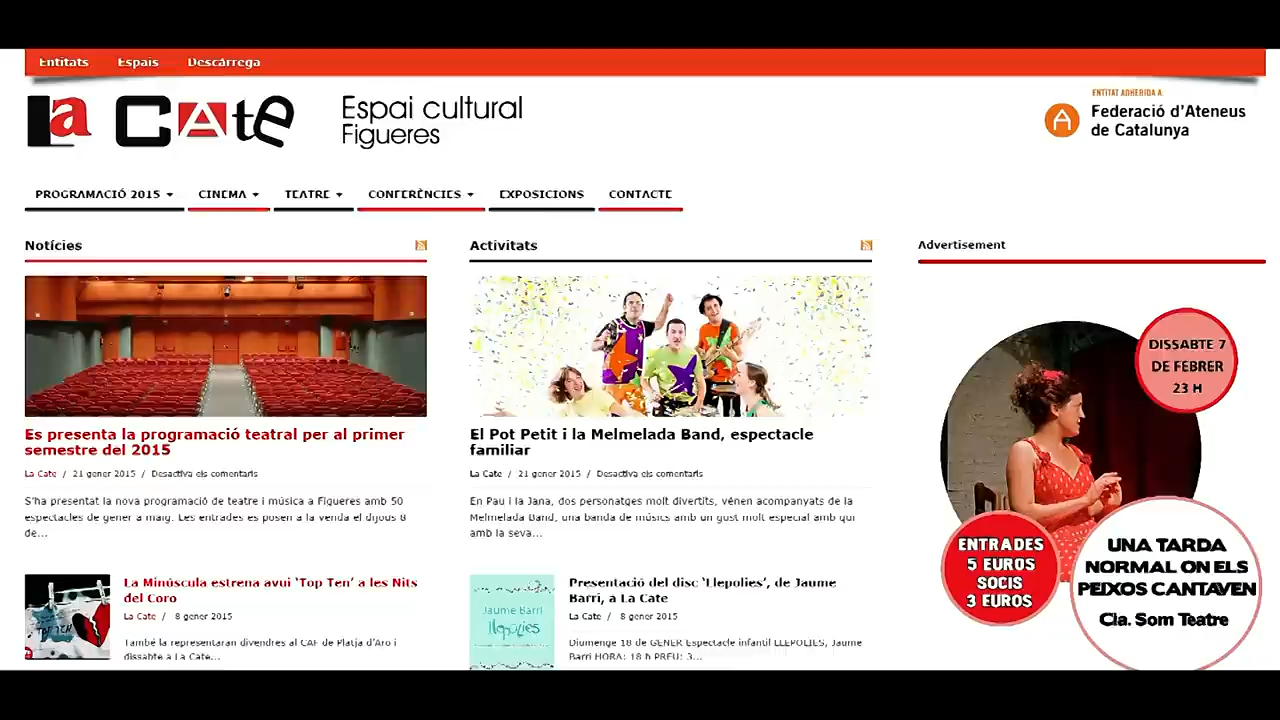 Entitats Espais Descàrrega
La Cate
Espai cultural
Figueres
ENTITAT ADHERIDA A:
Federació d'Ateneus
de Catalunya
PROGRAMACIÓ 2015 CINEMA TEATRE CONFERÈNCIES EXPOSICIONS CONTACTE
Notícies
Es presenta la programació teatral per al primer
semestre del 2015
La Cate / 21 gener 2015 / Desactiva els comentaris
S'ha presentat la nova programació de teatre i música a Figueres amb 50
espectacles de gener a maig. Les entrades es posen a la venda el dijous 8
de...
TOP TEN
La Minúscula estrena avui 'Top Ten' a les Nits
del Coro
La Cate / 8 gener 2015
També la representaran divendres al CAF de Platja d'Aro i
dissabte a La Cate...
Activitats
El Pot Petit i la Melmelada Band, espectacle
familiar
La Cate / 21 gener 2015 / Desactiva els comentaris
En Pau i la Jana, dos personatges molt divertits, vénen acompanyats de la
Melmelada Band, una banda de músics amb un gust molt especial amb qui
amb la seva...
Jaume Barri
llepolies
Presentació del disc 'Llepolies', de Jaume
Barri, a La Cate
La Cate / 8 gener 2015
Diumenge 18 de GENER Espectacle infantil LLEPOLIES, Jaume
Barri HORA: 18 h PREU: 3...
Advertisement
DISSABTE 7
DE FEBRER
23 H
ENTRADES
5 EUROS
SOCIS
3 EUROS
UNA TARDA
NORMAL ON ELS
PEIXOS CANTAVEN
Cia. Som Teatre